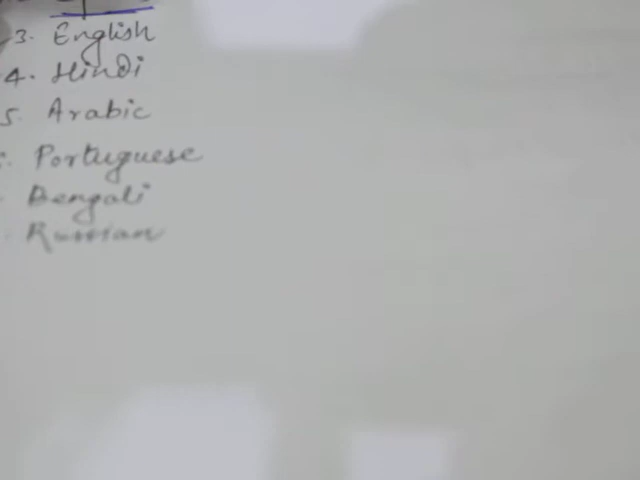 3. English
4. Hindi
5. Arabic
Portuguese
Bengali
Russian